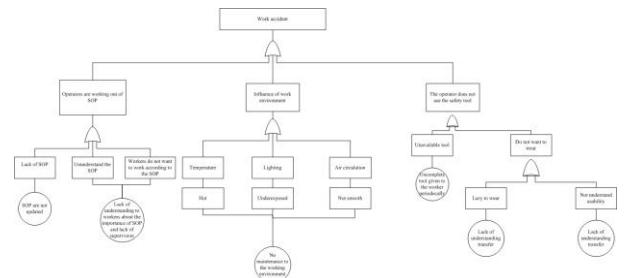 Work accident
Operators are working out of
SOP
Influence of work
environment
The operator does not
use the safety tool
Lack of SOP
Ununderstand the
SOP
Workers do not want
to work according to
the SOP
Temperature
Lighting
Air circulation
Unavailable tool
Do not want to
wear
SOP are not
updated
Lack of
understanding to
workers about the
importance of SOP
and lack of
supervision
Hot
Underexposed
Not smooth
Uncomplete
tool given to
the worker
periodically
Lazy to wear
Not understand
usability
No
maintenance to
the working
environment
Lack of
understanding
transfer
Lack of
understanding
transfer